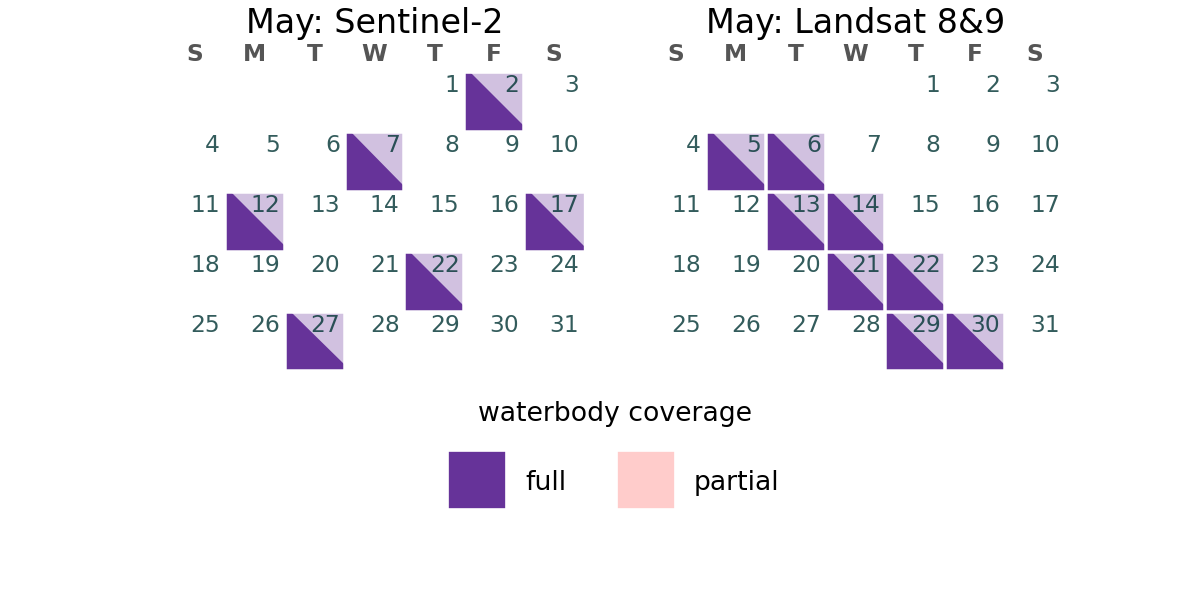 May: Sentinel-2
S M T W T F S
1 2 3
4 5 6 7 8 9 10
11 12 13 14 15 16 17
18 19 20 21 22 23 24
25 26 27 28 29 30 31
May: Landsat 8&9
S M T W T F S
1 2 3
4 5 6 7 8 9 10
11 12 13 14 15 16 17
18 19 20 21 22 23 24
25 26 27 28 29 30 31
waterbody coverage
full
partial